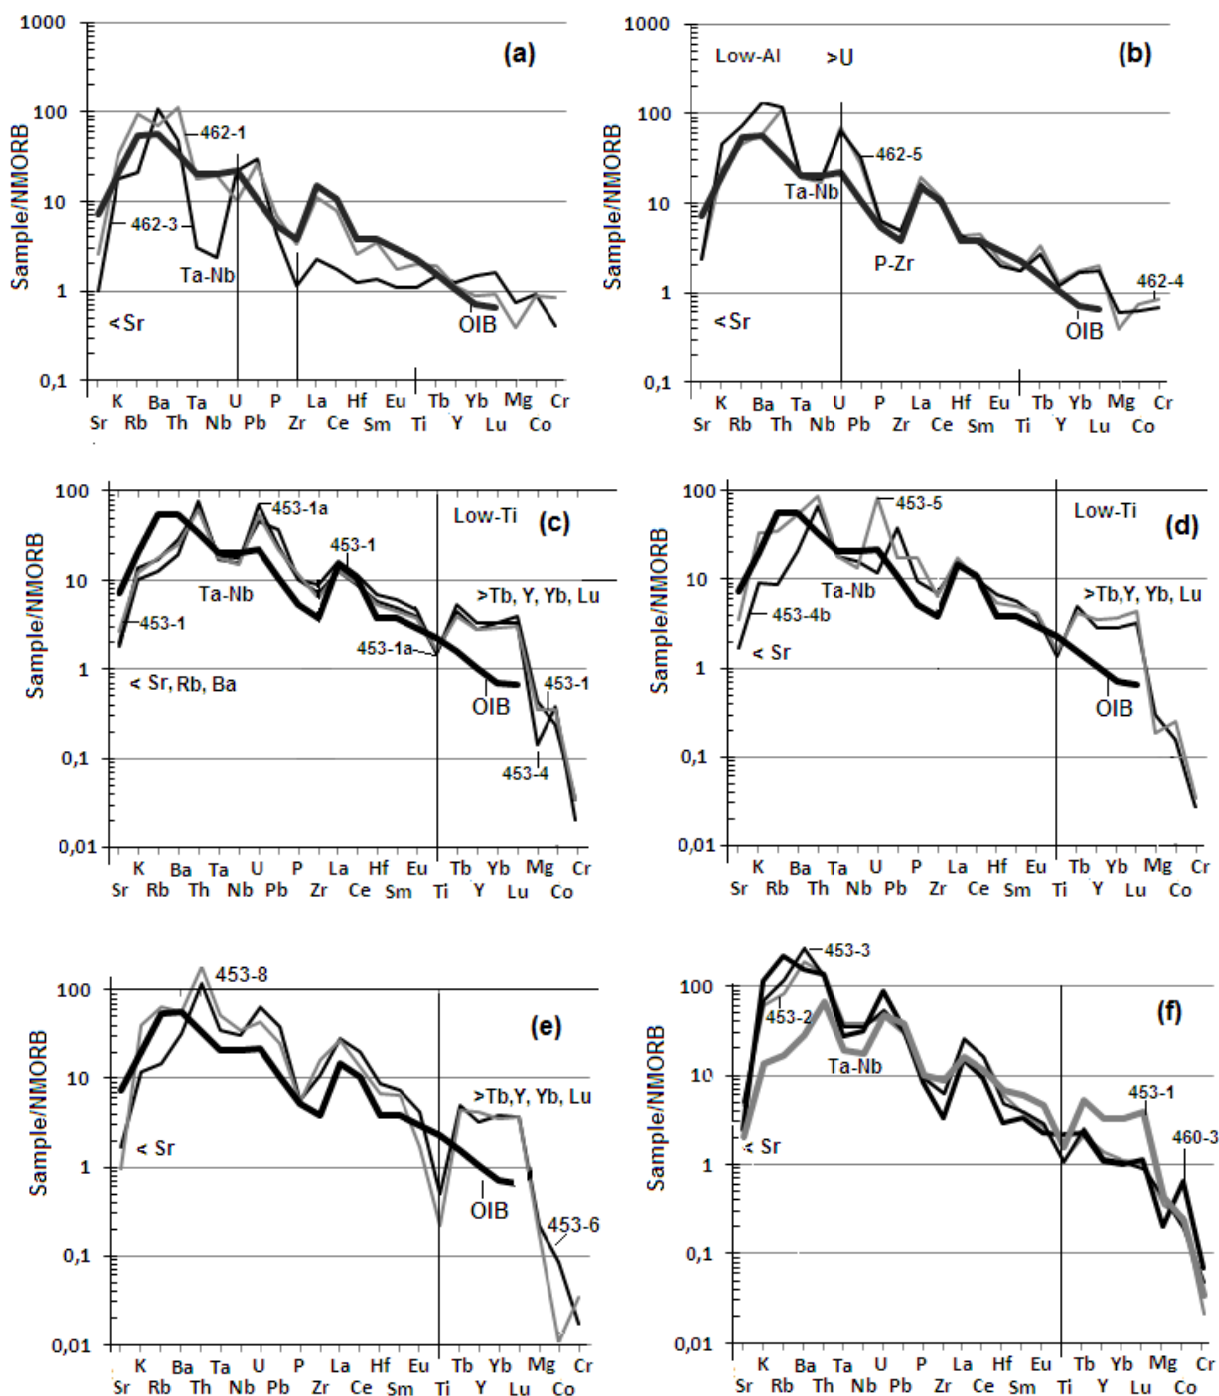 1000
(a)
100
462-1
10
462-3
Ta-Nb
1
<Sr
OIB
0,1
Sample/NMORB
K Ba Ta U P La Hf Eu Tb Yb Mg Cr
Sr Rb Th Nb Pb Zr Ce Sm Ti Y Lu Co
1000
(b)
Low-Al >U
100
462-5
Ta-Nb
10
P-Zr
462-4
1
<Sr
OIB
0,1
Sample/NMORB
K Ba Ta U P La Hf Eu Tb Yb Mg Cr
Sr Rb Th Nb Pb Zr Ce Sm Ti Y Lu Co
100
453-1a
Low-Ti
(c)
453-1
10
Ta-Nb
>Tb, Y, Yb, Lu
453-1
453-1a
1
< Sr, Rb, Ba
453-1
OIB
453-4
0,1
0,01
Sample/NMORB
K Ba Ta U P La Hf Eu Tb Yb Mg Cr
Sr Rb Th Nb Pb Zr Ce Sm Ti Y Lu Co
100
453-5
Low-Ti
(d)
10
Ta-Nb
>Tb, Y, Yb, Lu
453-4b
< Sr
1
OIB
0,1
0,01
Sample/NMORB
K Ba Ta U P La Hf Eu Tb Yb Mg Cr
Sr Rb Th Nb Pb Zr Ce Sm Ti Y Lu Co
453-8
100
(e)
10
>Tb,Y, Yb, Lu
< Sr
1
OIB
453-6
0,1
0,01
Sample/NMORB
K Ba Ta U P La Hf Eu Tb Yb Mg Cr
Sr Rb Th Nb Pb Zr Ce Sm Ti Y Lu Co
453-3
100
(f)
453-2
Ta-Nb
10
453-1
460-3
< Sr
1
0,1
0,01
Sample/NMORB
K Ba Ta U P La Hf Eu Tb Yb Mg Cr
Sr Rb Th Nb Pb Zr Ce Sm Ti Y Lu Co